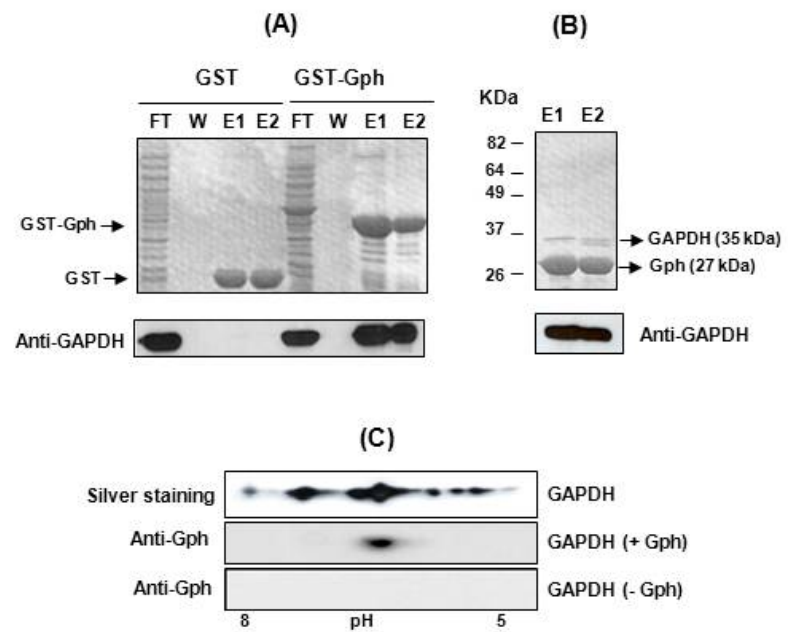 (A)
GST GST-Gph
FT W E1 E2 FT W E1 E2
GST-Gph
GST
Anti-GAPDH
(B)
KDa
E1 E2
82
64
49
37
26
GAPDH (35 kDa)
Gph (27 kDa)
Anti-GAPDH
(C)
Silver staining GAPDH
Anti-Gph GAPDH (+ Gph)
Anti-Gph GAPDH (- Gph)
8 pH 5